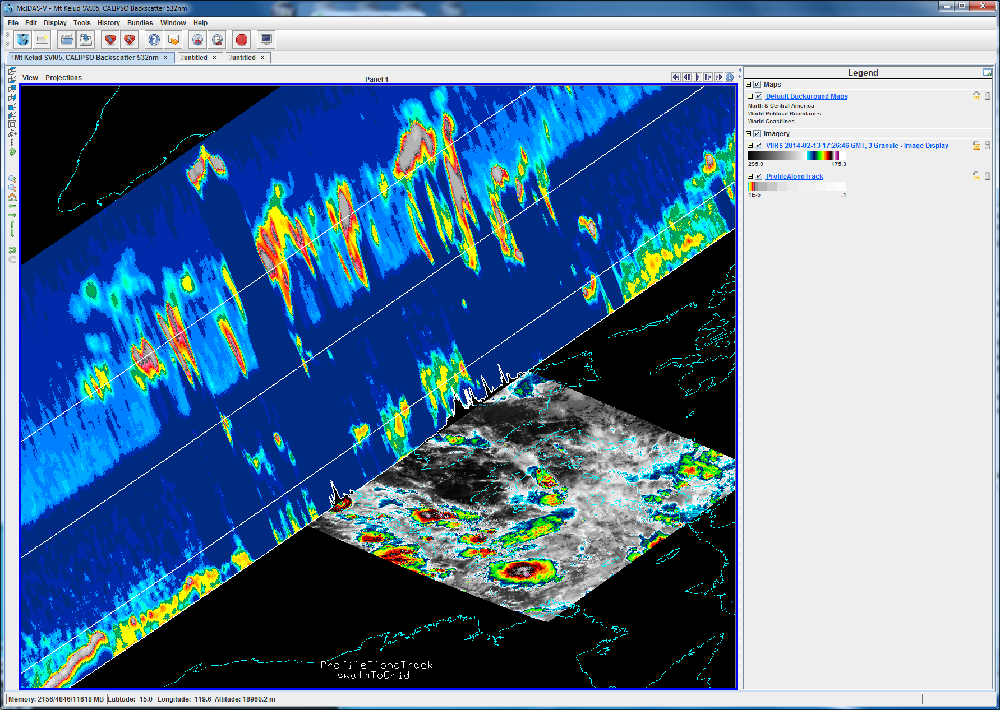 McIDAS-V - Mt Kelud SVI05, CALIPSO Backscatter 532nm
File Edit Display Tools History Bundles Window Help
1Mt Kelud SVI05, CALIPSO Backscatter 532nm × 2untitled × 3untitled ×
View Projections
Panel 1
Legend
Maps
Default Background Maps
North & Central America
World Political Boundaries
World Coastlines
Imagery
VIIRS 2014-02-13 17:26:46 GMT, 3 Granule - Image Display
295.9 175.3
ProfileAlongTrack
1E-5 .1
ProfileAlongTrack
swathToGrid
Memory: 2156/4846/11618 MB Latitude: -15.0 Longitude: 119.6 Altitude: 18960.2 m